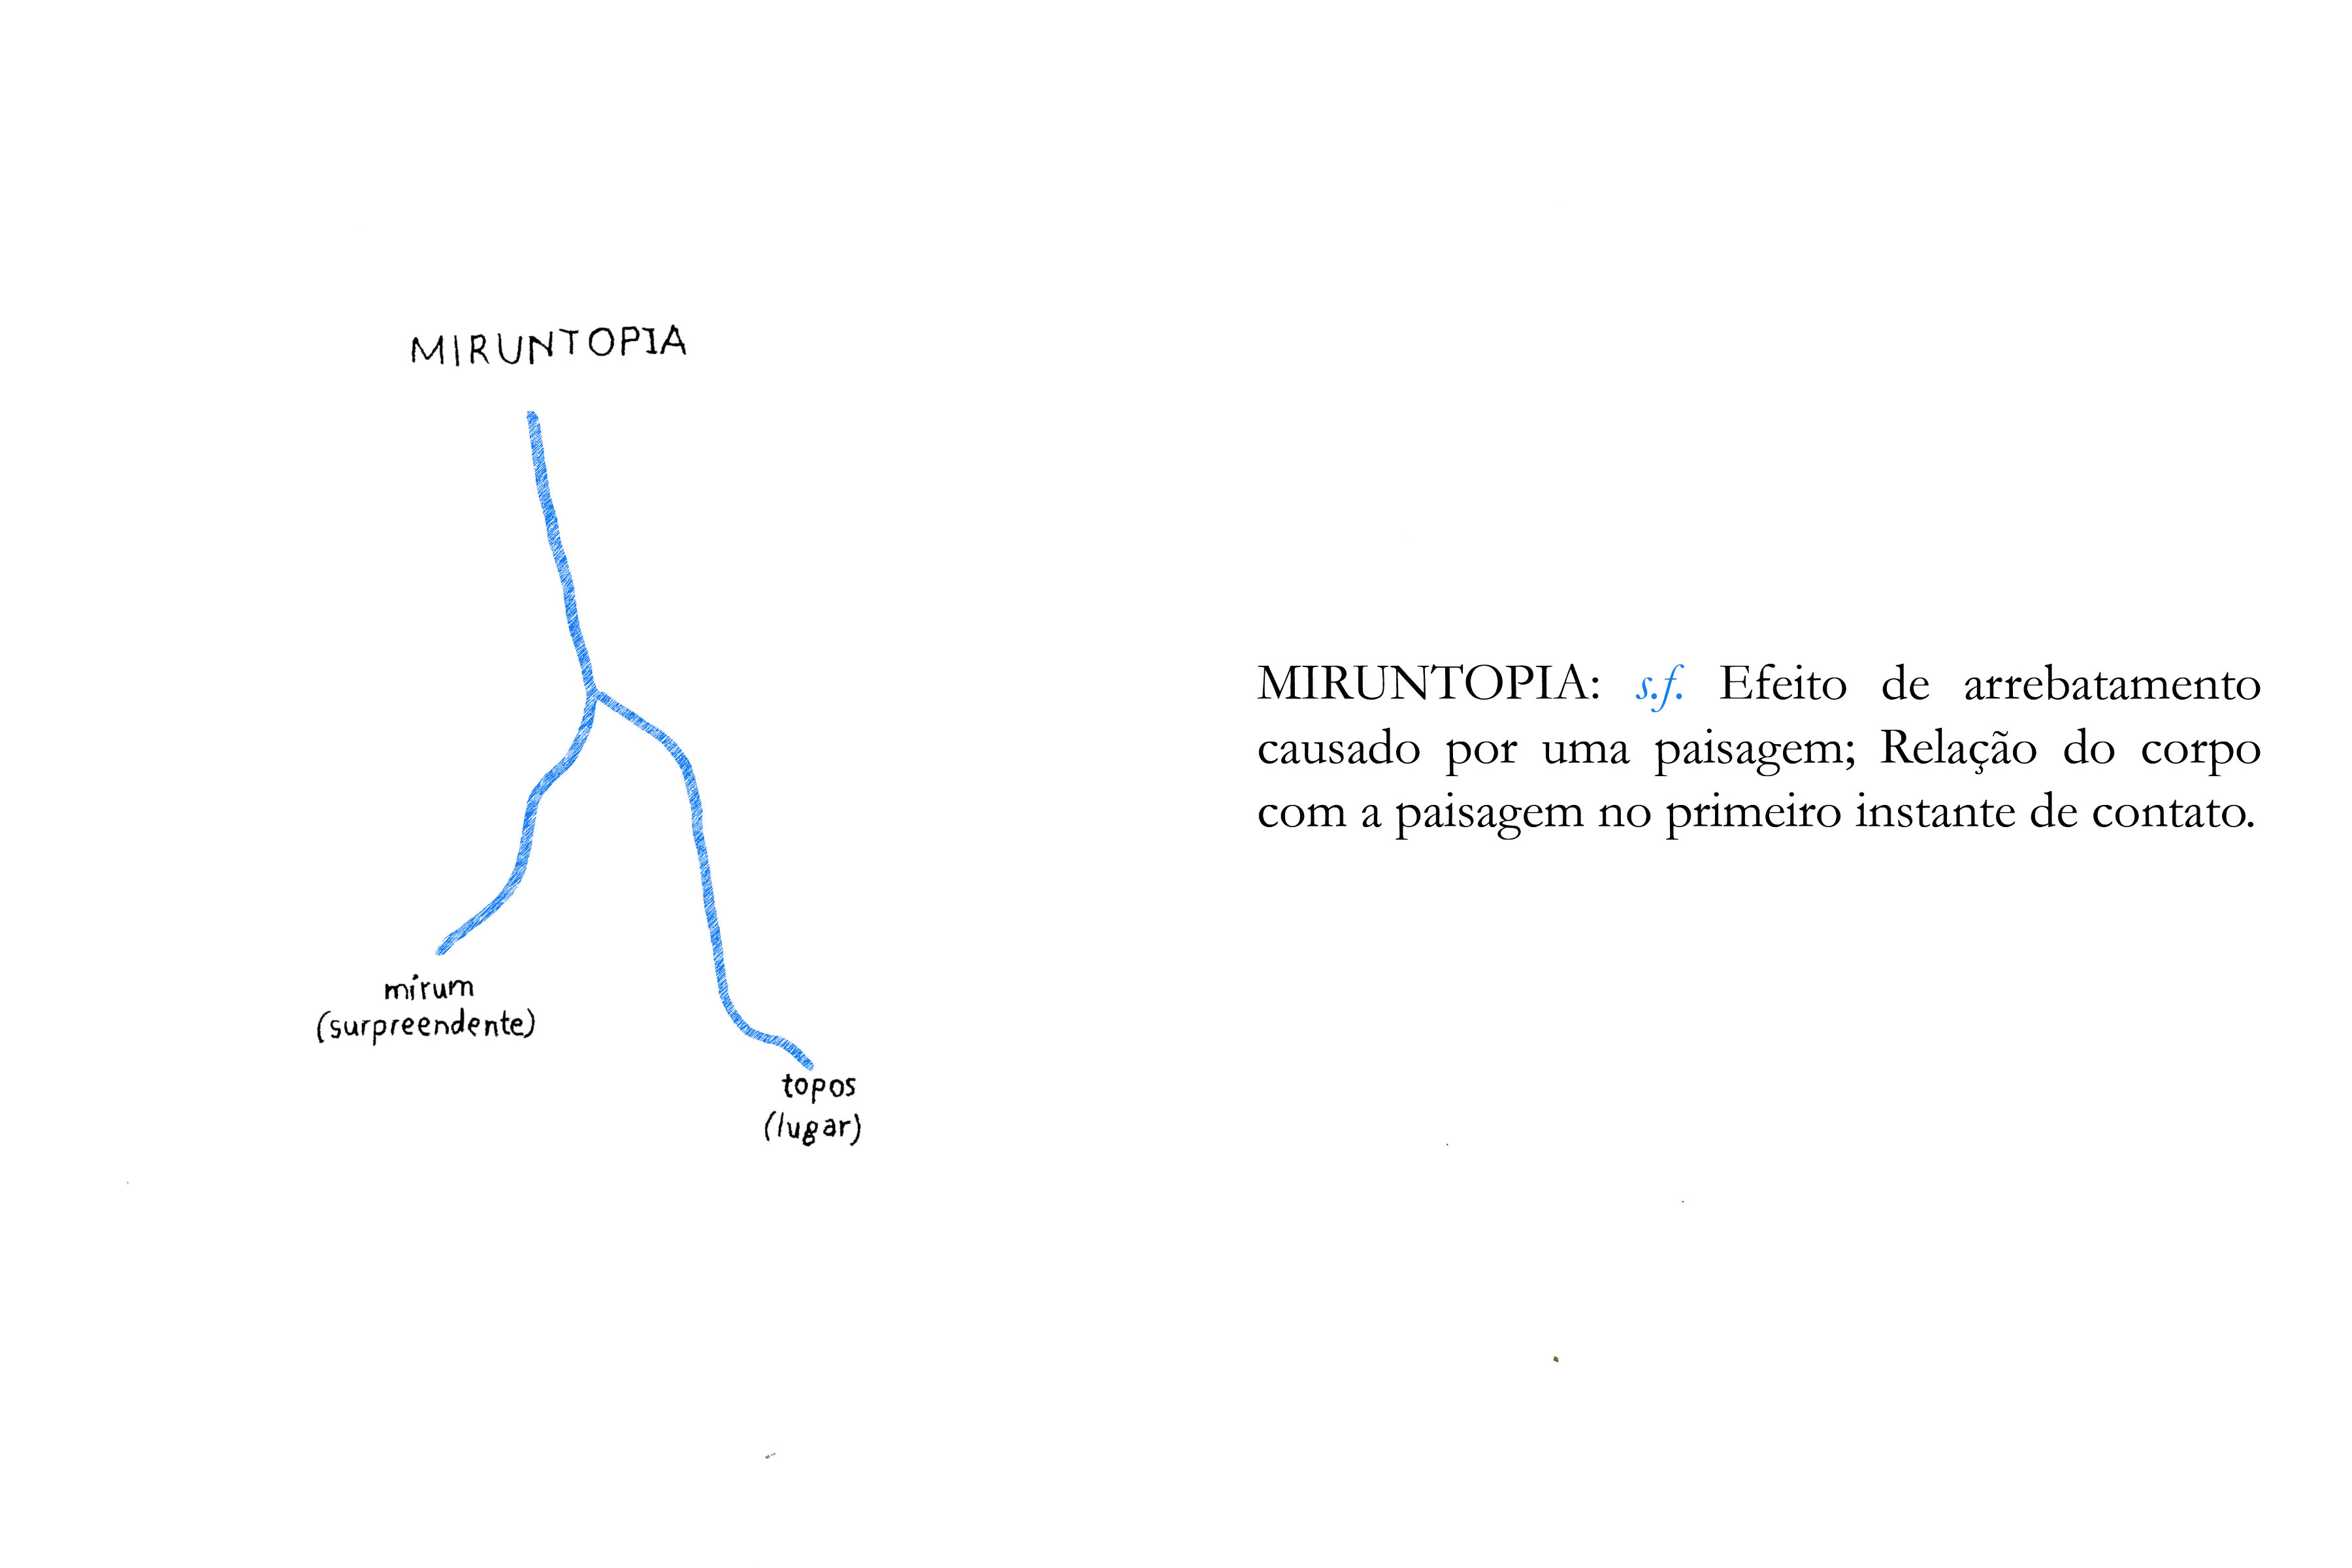 MIRUNTOPIA
mirum
(surpreendente)
topos
(lugar)
MIRUNTOPIA: s.f. Efeito de arrebatamento
causado por uma paisagem; Relação do corpo
com a paisagem no primeiro instante de contato.